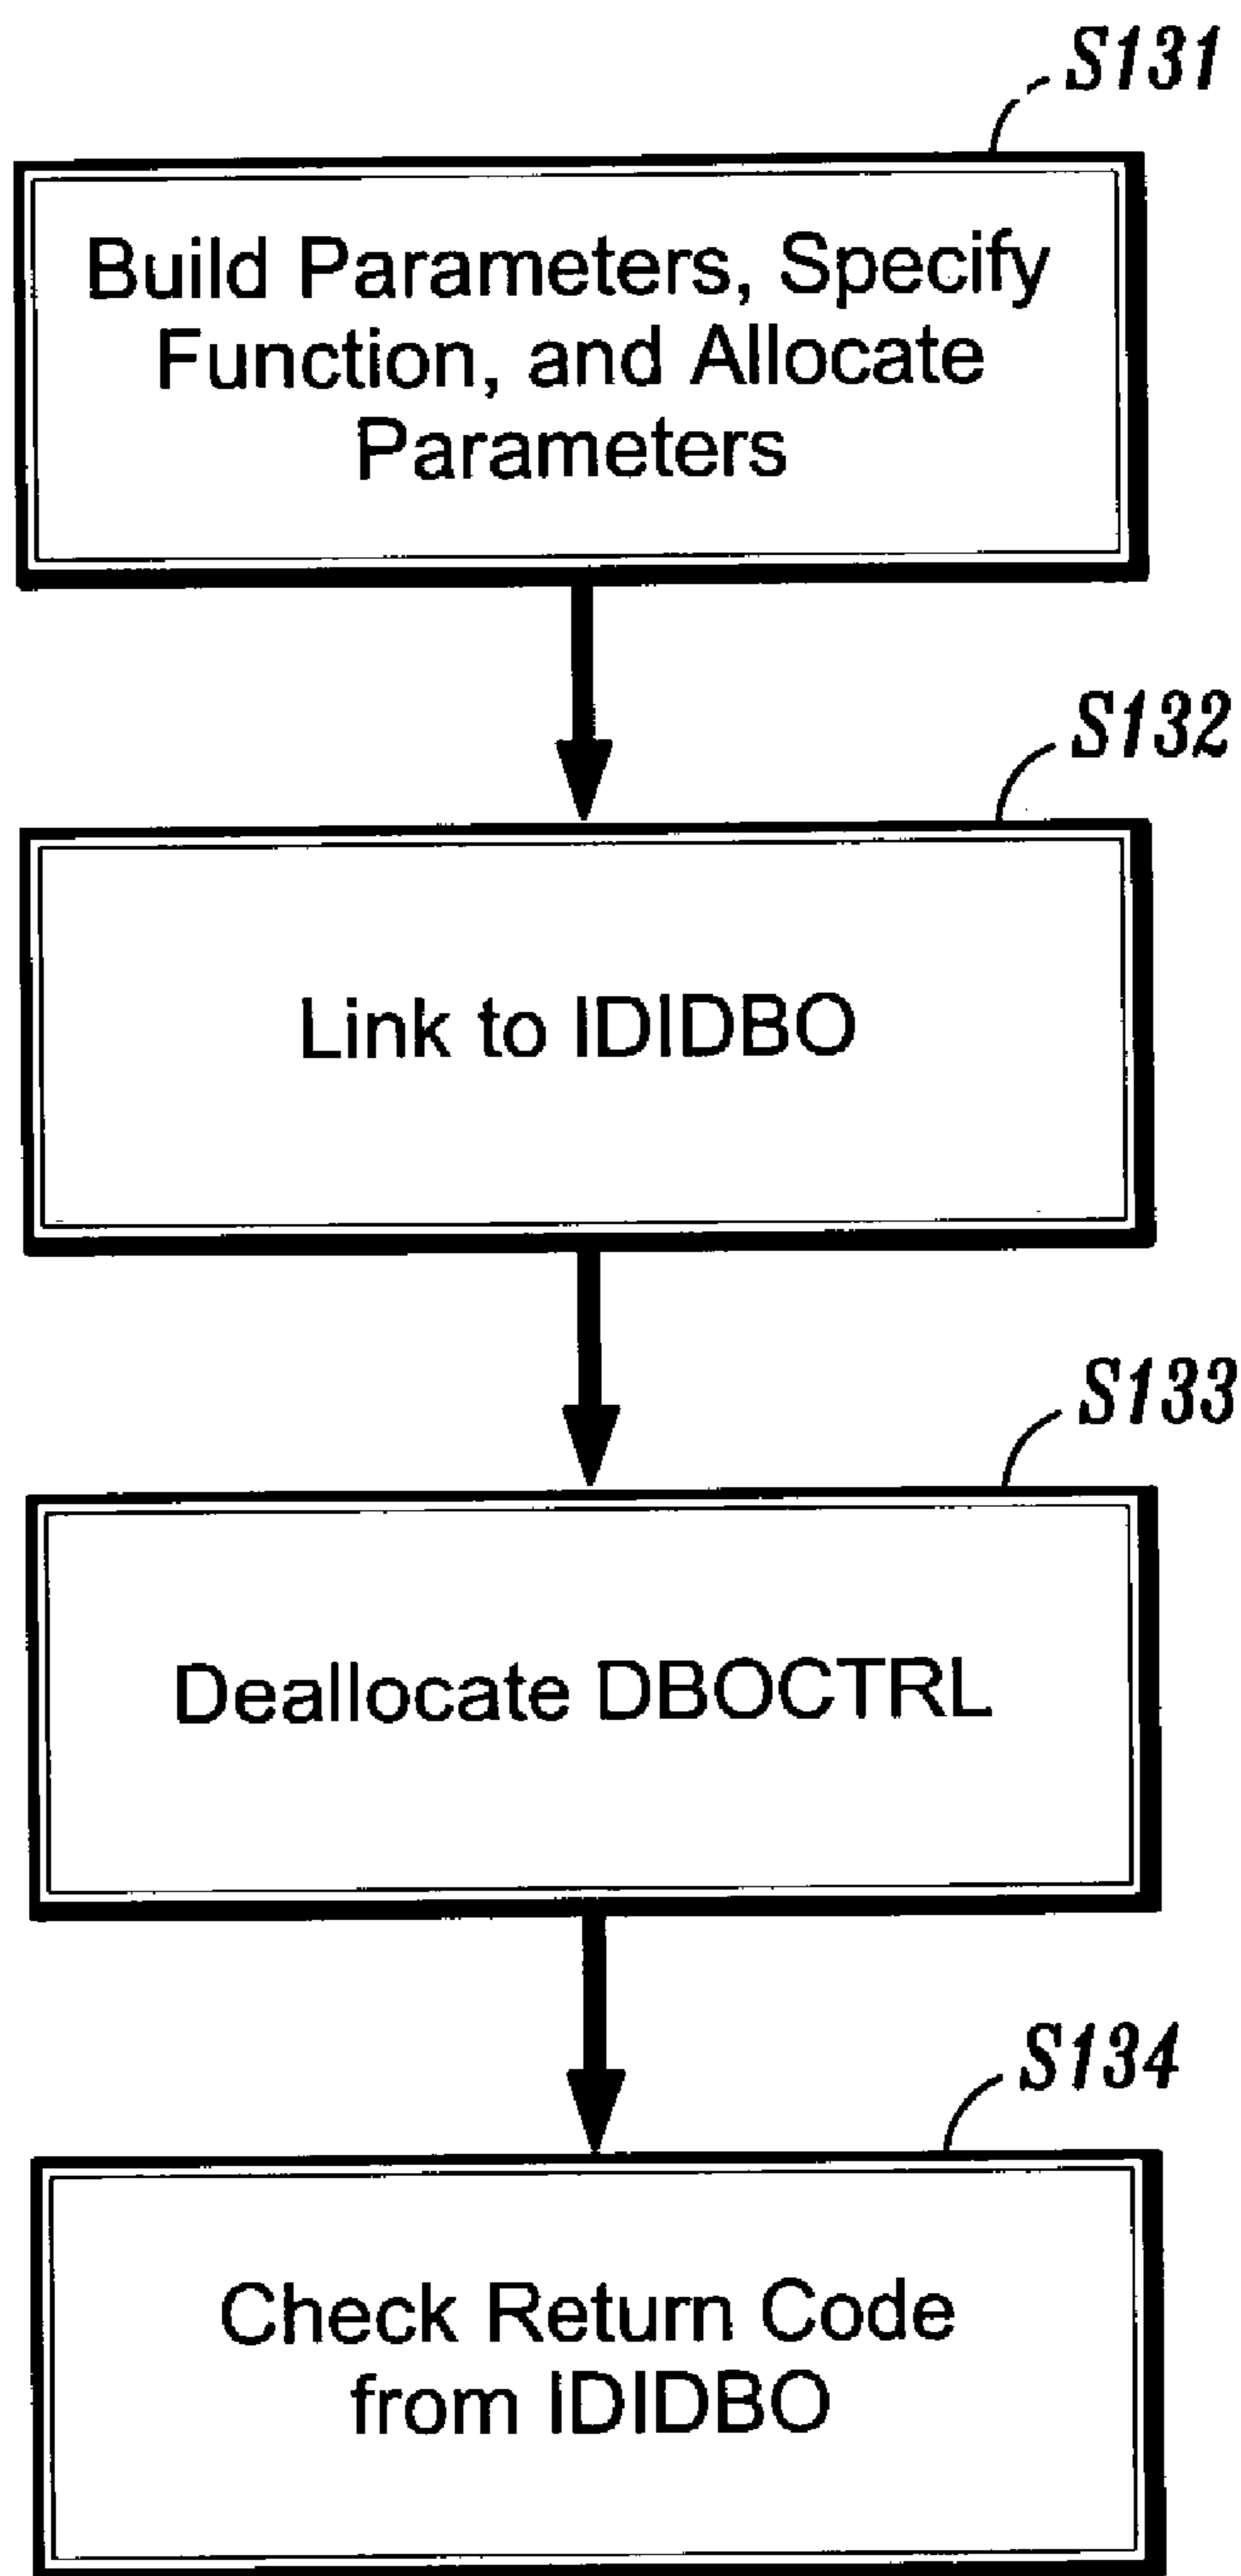 S131
Build Parameters, Specify
Function, and Allocate
Parameters
S132
Link to IDIDBO
S133
Deallocate DBOCTRL
S134
Check Return Code
from IDIDBO